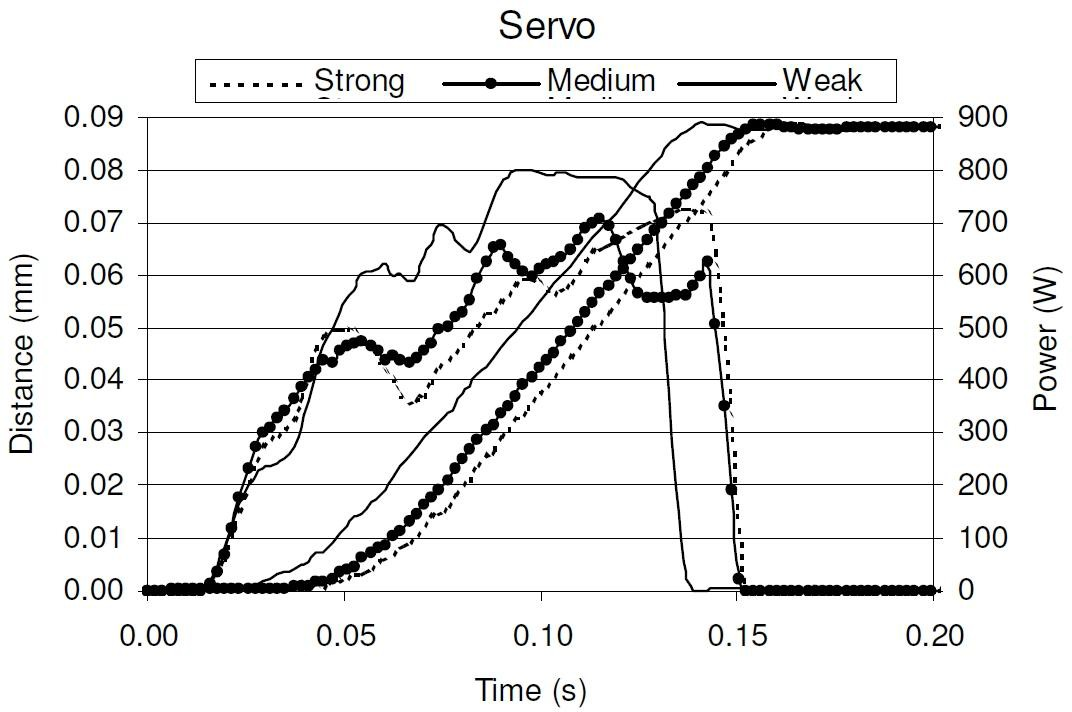 Servo
Strong Medium Weak
0.09 900
0.08 800
0.07 700
0.06 600
0.05 500
0.04 400
0.03 300
0.02 200
0.01 100
0.00 0
Distance (mm)
Power (W)
0.00 0.05 0.10 0.15 0.20
Time (s)